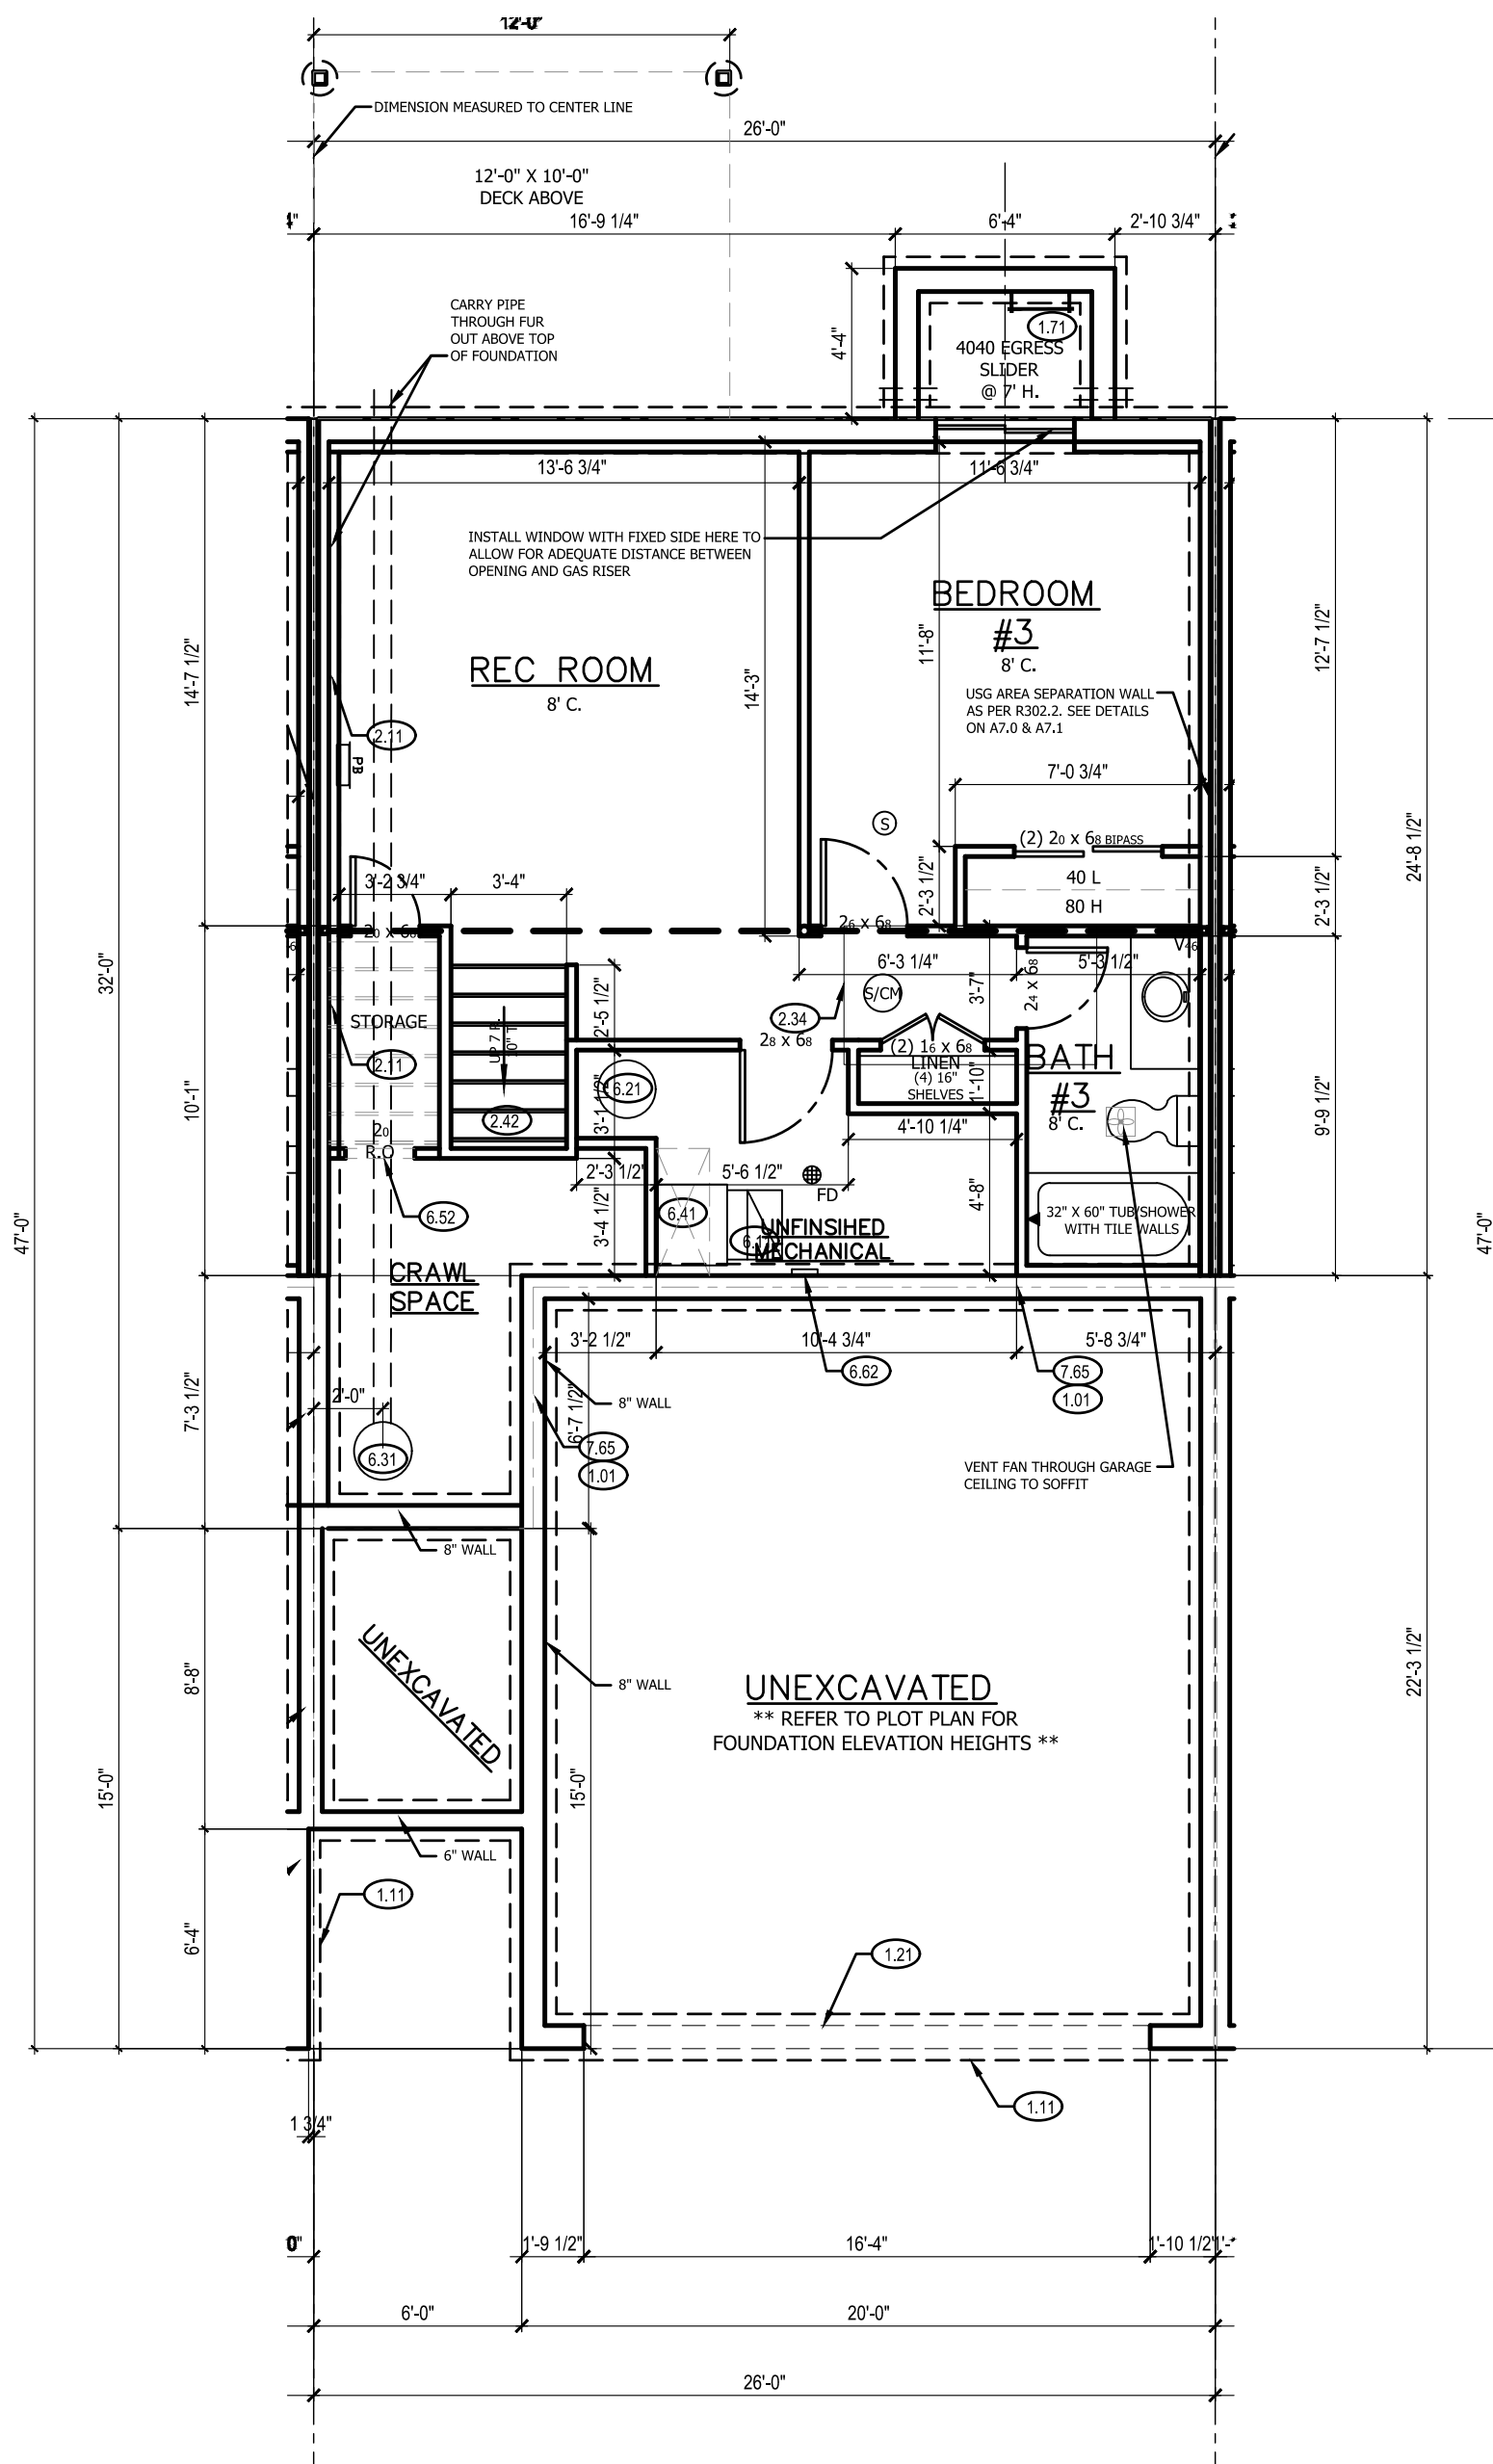 12'-0"
DIMENSION MEASURED TO CENTER LINE
26'-0"
12'-0" X 10'-0"
DECK ABOVE
16'-9 1/4"
6'-4"
2'-10 3/4"
CARRY PIPE
THROUGH FUR
OUT ABOVE TOP
OF FOUNDATION
4'-4"
1.71
4040 EGRESS
SLIDER
@ 7' H.
13'-6 3/4"
11'-6 3/4"
INSTALL WINDOW WITH FIXED SIDE HERE TO
ALLOW FOR ADEQUATE DISTANCE BETWEEN
OPENING AND GAS RISER
BEDROOM
#3
8' C.
REC ROOM
8' C.
14'-7 1/2"
14'-3"
11'-8"
12'-7 1/2"
USG AREA SEPARATION WALL
AS PER R302.2. SEE DETAILS
ON A7.0 & A7.1
2.11
PB
7'-0 3/4"
S
(2) 20 x 68 BIPASS
40 L
80 H
3'-2 3/4"
3'-4"
2'-3 1/2"
2'-3 1/2"
24'-8 1/2"
20 x 68
26 x 68
V46
32'-0"
6'-3 1/4"
5'-3 1/2"
3'-7"
24 x 68
S/CM
STORAGE
2.34
28 x 68
2'-5 1/2"
UP 7 R.
10" T.
2.11
(2) 16 x 68
LINEN
(4) 16"
SHELVES
1'-10"
BATH
#3
8' C.
6.21
3'-1 1/2"
10'-1"
2.42
20
R.O
4'-10 1/4"
9'-9 1/2"
2'-3 1/2"
5'-6 1/2"
FD
4'-8"
6.52
3'-4 1/2"
6.41
UNFINSIHED
MECHANICAL
32" X 60" TUB/SHOWER
WITH TILE WALLS
47'-0"
47'-0"
CRAWL
SPACE
3'-2 1/2"
10'-4 3/4"
5'-8 3/4"
6.62
7.65
1.01
2'-0"
8" WALL
7'-3 1/2"
6'-7 1/2"
7.65
1.01
6.31
VENT FAN THROUGH GARAGE
CEILING TO SOFFIT
8" WALL
UNEXCAVATED
8'-8"
8" WALL
UNEXCAVATED
** REFER TO PLOT PLAN FOR
FOUNDATION ELEVATION HEIGHTS **
22'-3 1/2"
15'-0"
15'-0"
6" WALL
1.11
6'-4"
1.21
1.11
1 3/4"
1'-9 1/2"
16'-4"
1'-10 1/2"
6'-0"
20'-0"
26'-0"